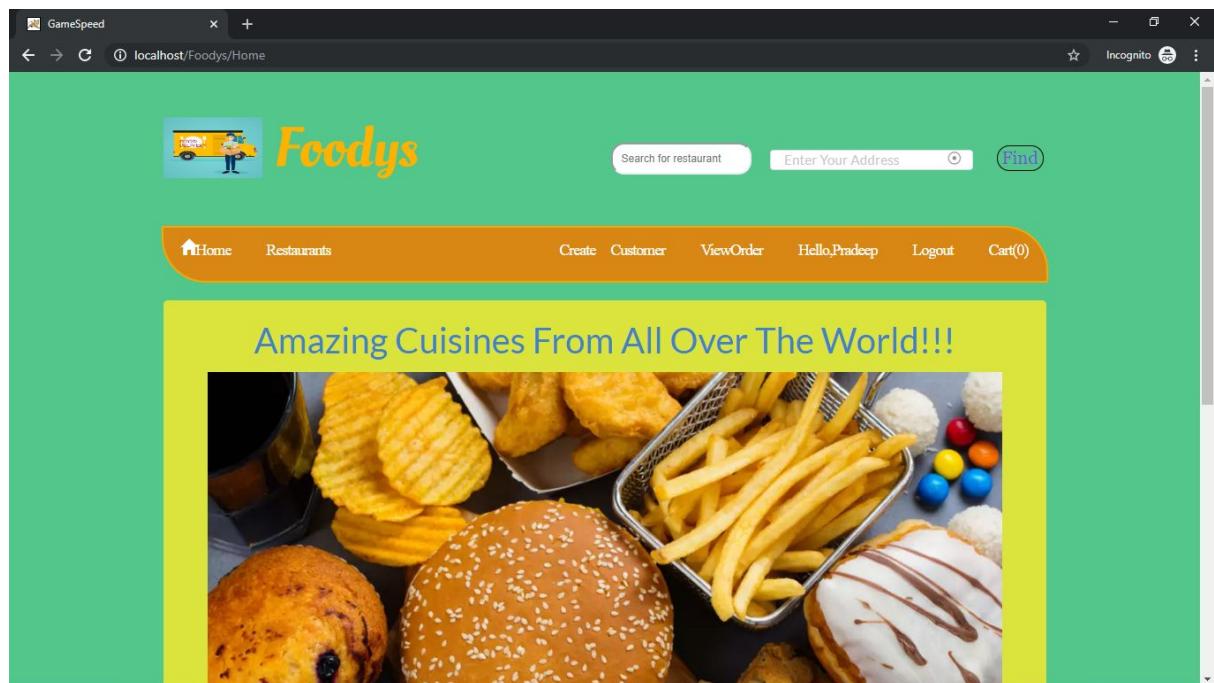 GameSpeed
localhost/Foodys/Home
Incognito
Foodys
Search for restaurant
Enter Your Address
Find
Home Restaurants Create Customer ViewOrder Hello,Pradeep Logout Cart(0)
Amazing Cuisines From All Over The World!!!